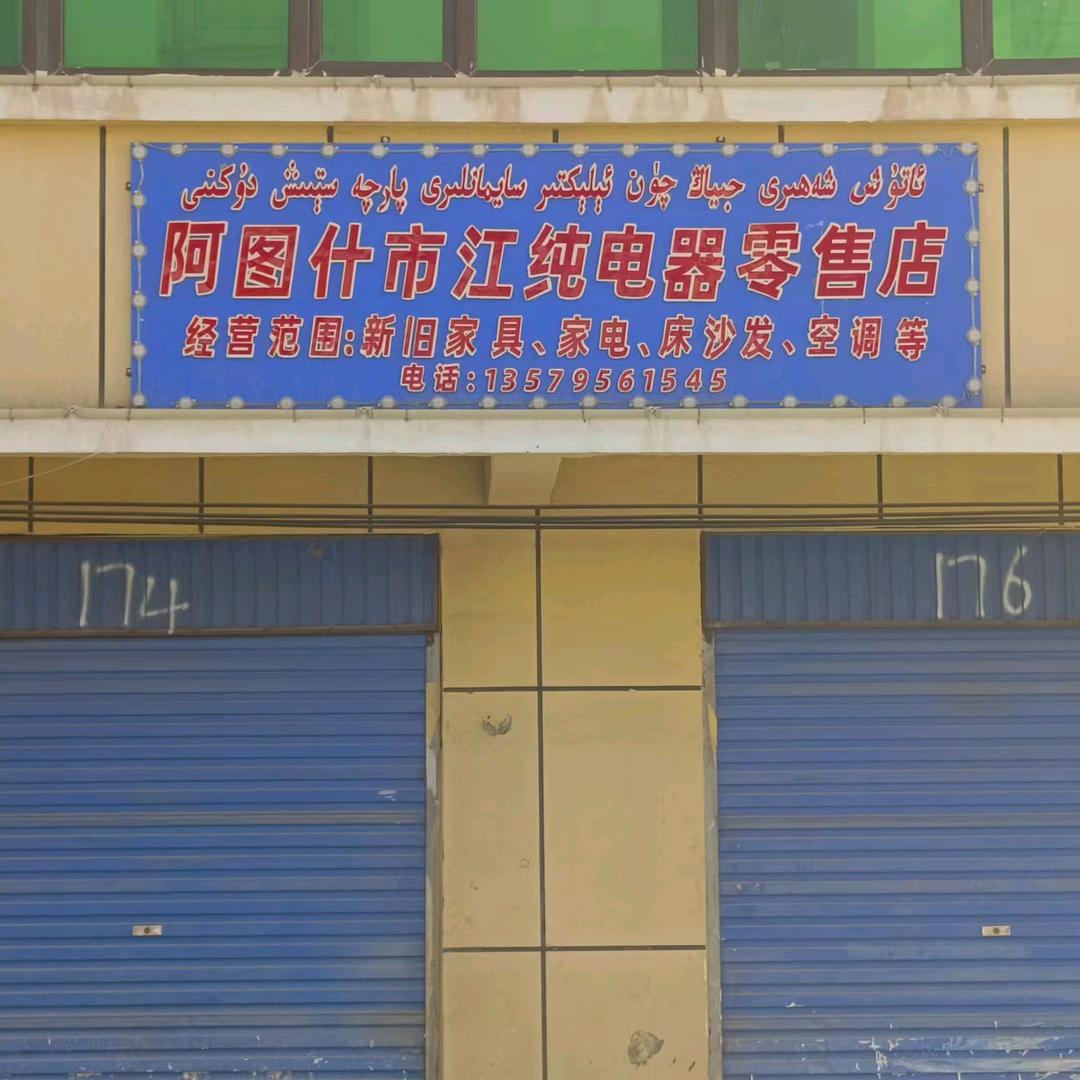 ئاتۇش شەھىرى جىياڭ چۈن ئېلېكتىر سايمانلىرى پارچە سېتىش دۇكىنى
阿图什市江纯电器零售店
经营范围:新旧家具、家电、床沙发、空调等
电话:13579561545
174
176